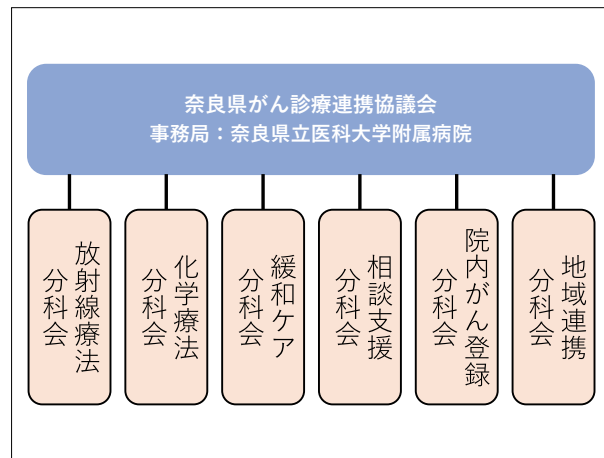 奈良県がん診療連携協議会
事務局：奈良県立医科大学附属病院
放射線療法
分科会
化学療法
分科会
緩和ケア
分科会
相談支援
分科会
院内がん登録
分科会
地域連携
分科会